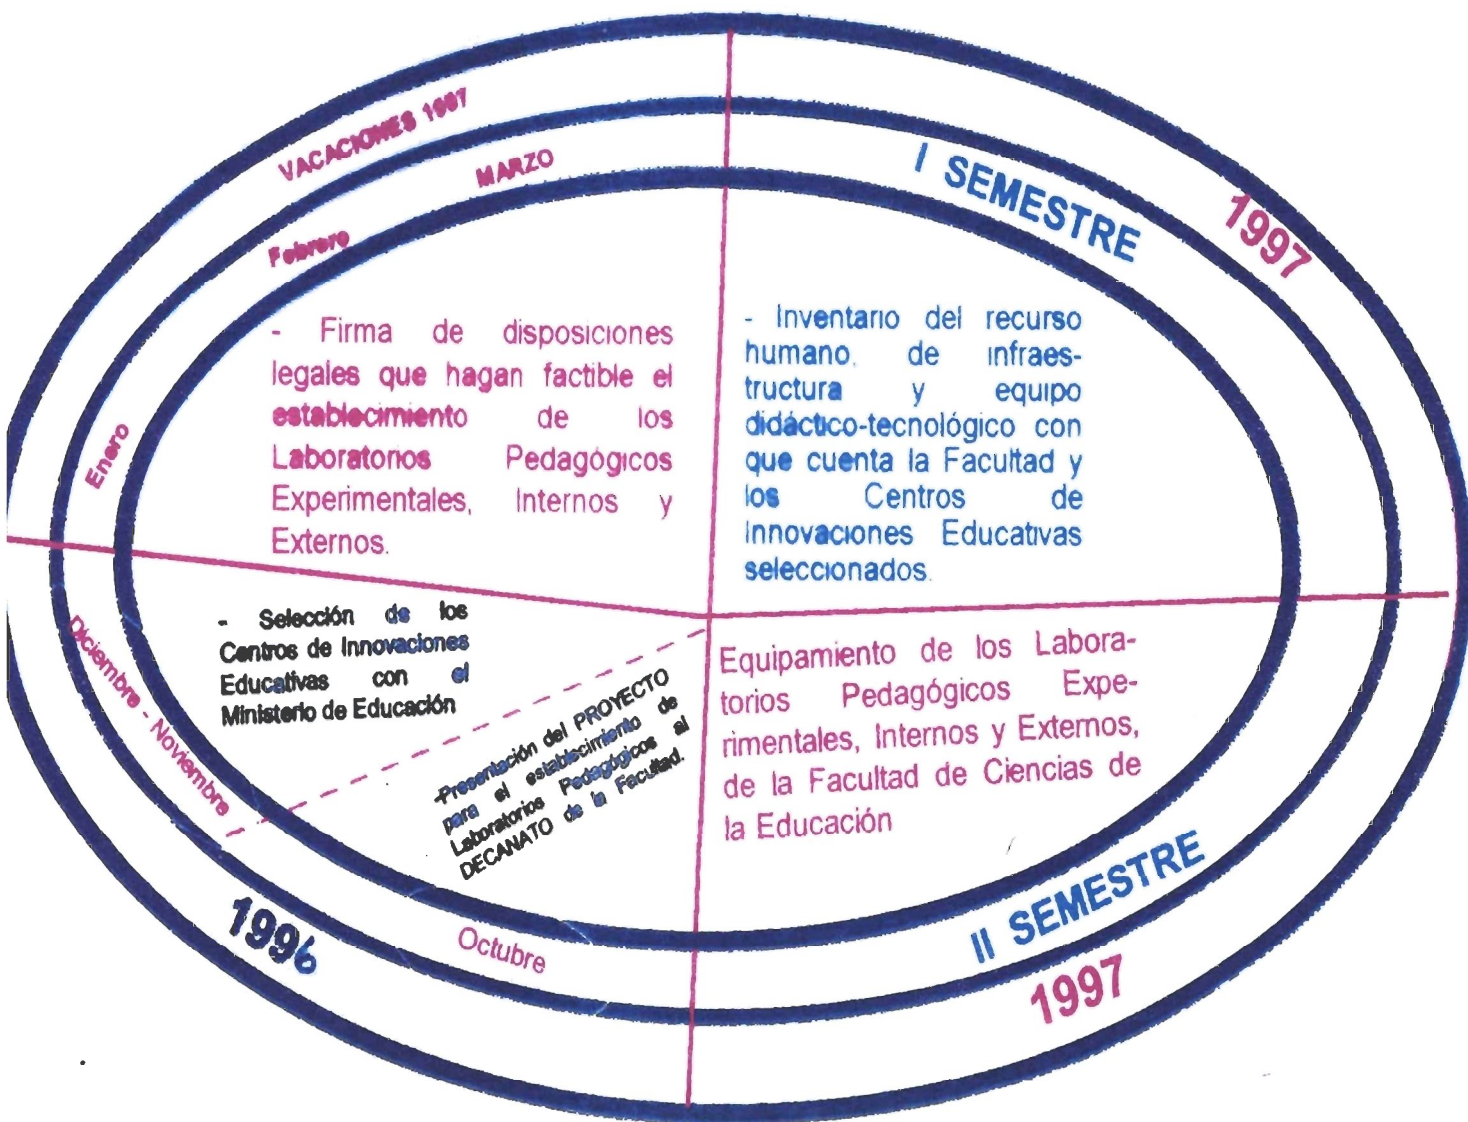 VACACIONES 1997
MARZO
Febrero
Enero
- Firma de disposiciones
legales que hagan factible el
establecimiento de los
Laboratorios Pedagógicos
Experimentales, Internos y
Externos.
I SEMESTRE
1997
- Inventario del recurso
humano, de infraes-
tructura y equipo
didáctico-tecnológico con
que cuenta la Facultad y
los Centros de
Innovaciones Educativas
seleccionados.
- Selección de los
Centros de Innovaciones
Educativas con el
Ministerio de Educación
Diciembre - Noviembre
-Presentación del PROYECTO
para el establecimiento de
Laboratorios Pedagógicos al
DECANATO de la Facultad.
1996
Octubre
Equipamiento de los Labora-
torios Pedagógicos Expe-
rimentales, Internos y Externos,
de la Facultad de Ciencias de
la Educación
II SEMESTRE
1997